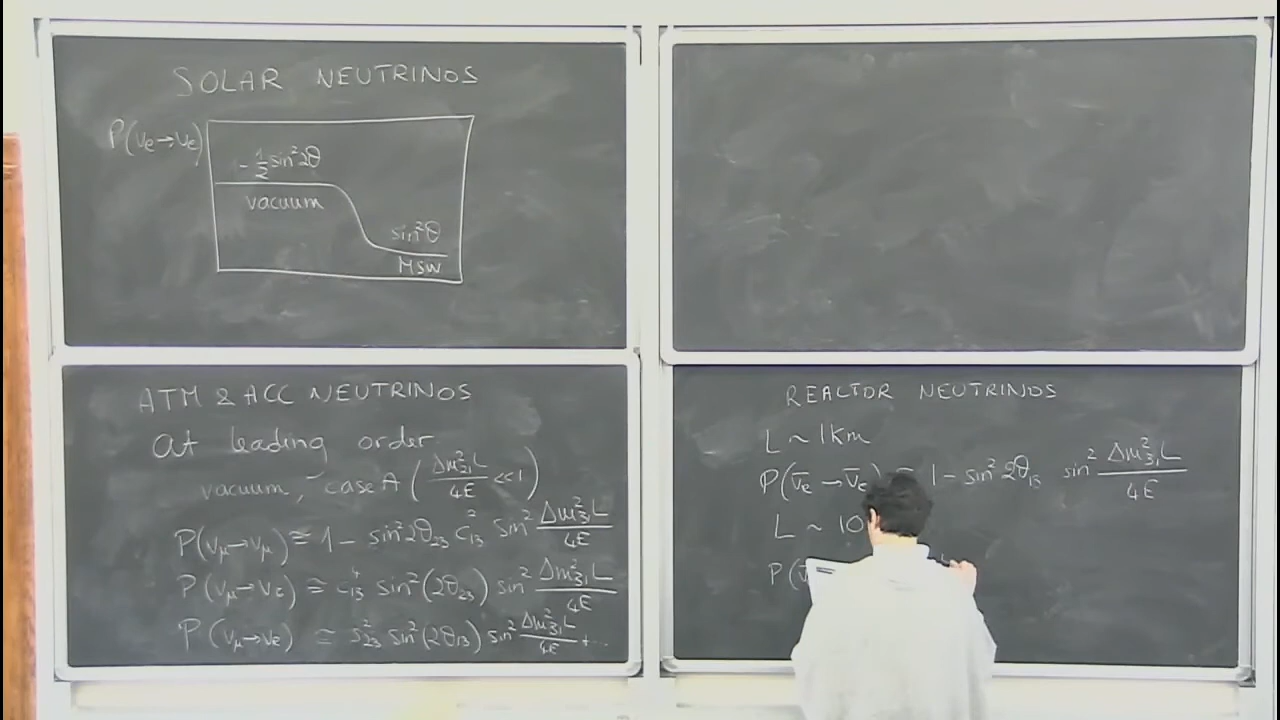 SOLAR NEUTRINOS
P(νe→νe)
1 - 1/2 sin²2θ
vacuum
sin²θ
MSW
ATM & ACC NEUTRINOS
at leading order
vacuum, case A (Δm²₃₁L/4E <<1)
P(νμ→νμ) ≅ 1 - sin²2θ₂₃ c²₁₃ sin² Δm²₃₁L/4E
P(νμ→ντ) ≅ c⁴₁₃ sin²(2θ₂₃) sin² Δm²₃₁L/4E
P(νμ→νe) ≅ s²₂₃ sin²(2θ₁₃) sin² Δm²₃₁L/4E +...
REACTOR NEUTRINOS
L ~ 1km
P(ν̄e→ν̄e) = 1 - sin²2θ₁₃ sin² Δm²₃₁L/4E
L ~ 10
P(ν̄